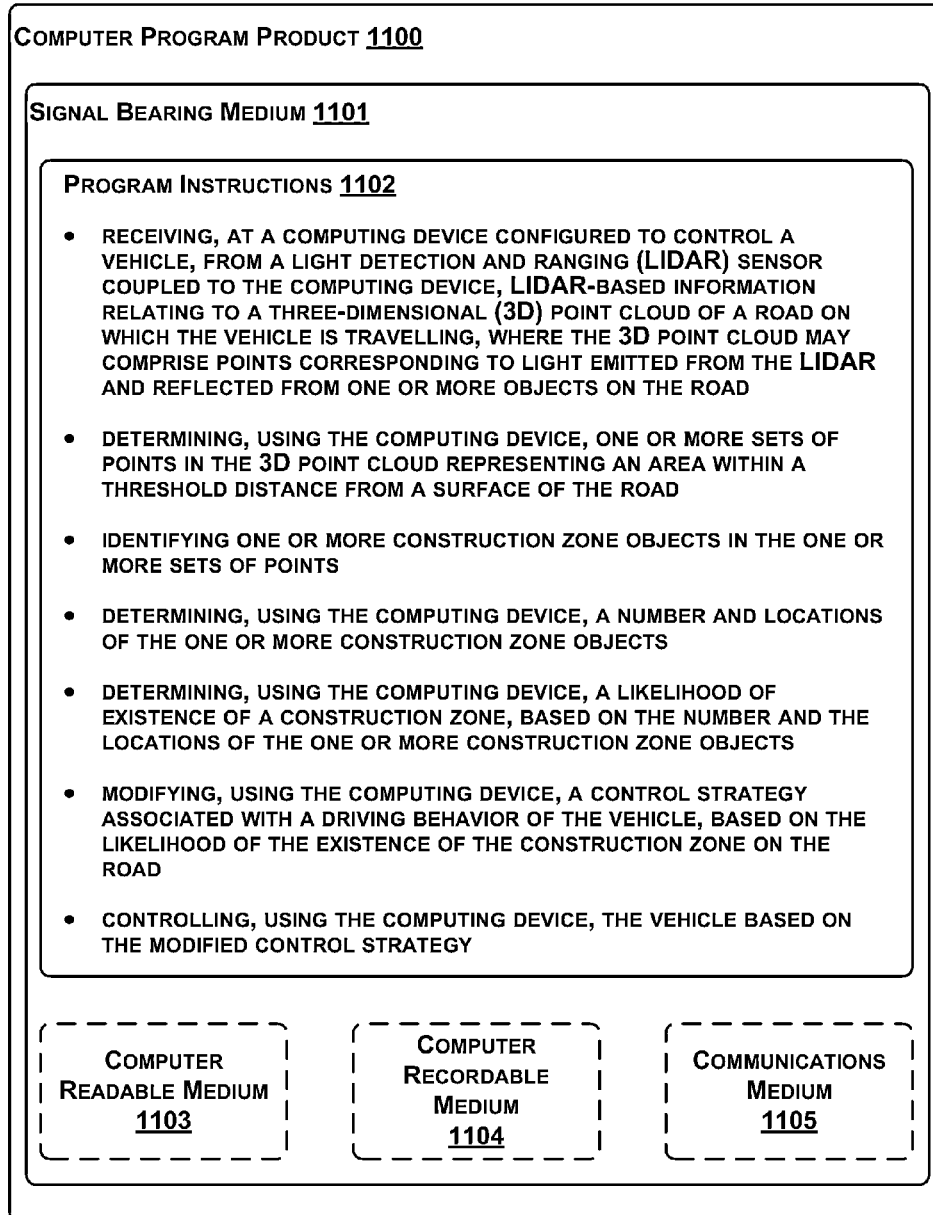 COMPUTER PROGRAM PRODUCT 1100
SIGNAL BEARING MEDIUM 1101
PROGRAM INSTRUCTIONS 1102
• RECEIVING, AT A COMPUTING DEVICE CONFIGURED TO CONTROL A
VEHICLE, FROM A LIGHT DETECTION AND RANGING (LIDAR) SENSOR
COUPLED TO THE COMPUTING DEVICE, LIDAR-BASED INFORMATION
RELATING TO A THREE-DIMENSIONAL (3D) POINT CLOUD OF A ROAD ON
WHICH THE VEHICLE IS TRAVELLING, WHERE THE 3D POINT CLOUD MAY
COMPRISE POINTS CORRESPONDING TO LIGHT EMITTED FROM THE LIDAR
AND REFLECTED FROM ONE OR MORE OBJECTS ON THE ROAD
• DETERMINING, USING THE COMPUTING DEVICE, ONE OR MORE SETS OF
POINTS IN THE 3D POINT CLOUD REPRESENTING AN AREA WITHIN A
THRESHOLD DISTANCE FROM A SURFACE OF THE ROAD
• IDENTIFYING ONE OR MORE CONSTRUCTION ZONE OBJECTS IN THE ONE OR
MORE SETS OF POINTS
• DETERMINING, USING THE COMPUTING DEVICE, A NUMBER AND LOCATIONS
OF THE ONE OR MORE CONSTRUCTION ZONE OBJECTS
• DETERMINING, USING THE COMPUTING DEVICE, A LIKELIHOOD OF
EXISTENCE OF A CONSTRUCTION ZONE, BASED ON THE NUMBER AND THE
LOCATIONS OF THE ONE OR MORE CONSTRUCTION ZONE OBJECTS
• MODIFYING, USING THE COMPUTING DEVICE, A CONTROL STRATEGY
ASSOCIATED WITH A DRIVING BEHAVIOR OF THE VEHICLE, BASED ON THE
LIKELIHOOD OF THE EXISTENCE OF THE CONSTRUCTION ZONE ON THE
ROAD
• CONTROLLING, USING THE COMPUTING DEVICE, THE VEHICLE BASED ON
THE MODIFIED CONTROL STRATEGY
COMPUTER
READABLE MEDIUM
1103
COMPUTER
RECORDABLE
MEDIUM
1104
COMMUNICATIONS
MEDIUM
1105